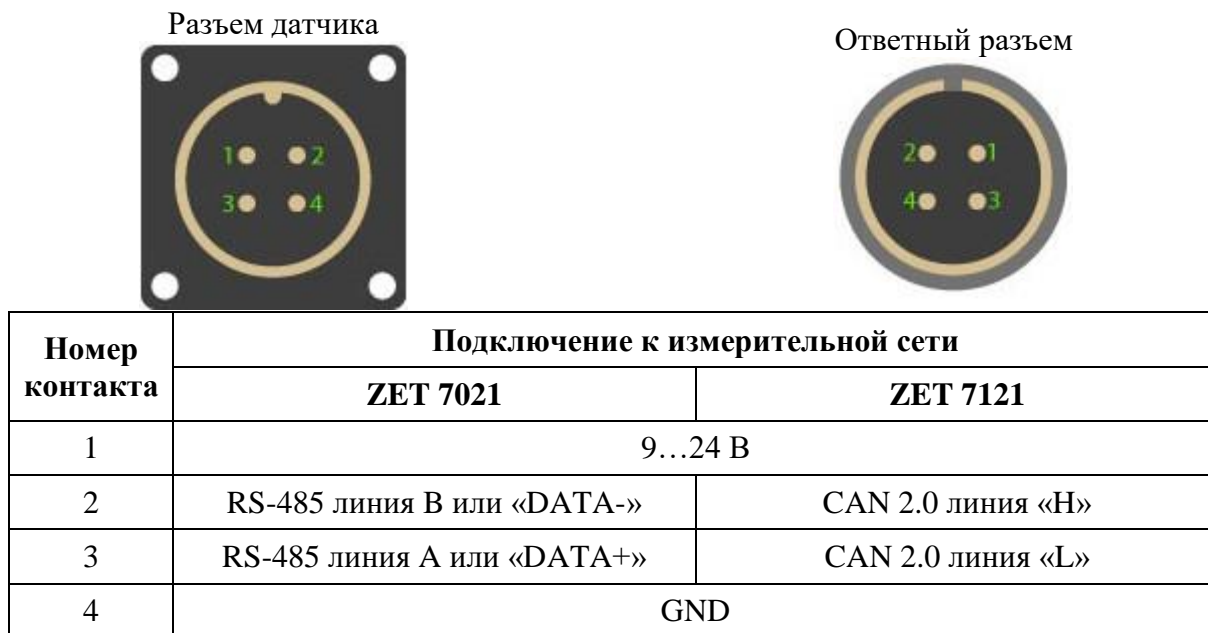 Разъем датчика
Ответный разъем
1 2
3 4
2 1
4 3
Номер контакта
Подключение к измерительной сети
ZET 7021
ZET 7121
1
9…24 В
2
RS-485 линия B или «DATA-»
CAN 2.0 линия «H»
3
RS-485 линия A или «DATA+»
CAN 2.0 линия «L»
4
GND